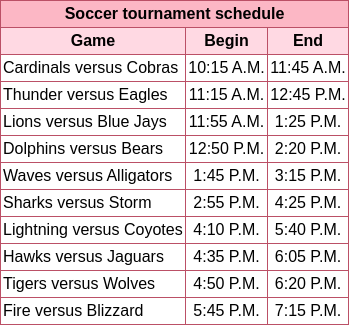 Soccer tournament schedule
Game Begin End
Cardinals versus Cobras 10:15 A.M. 11:45 A.M.
Thunder versus Eagles 11:15 A.M. 12:45 P.M.
Lions versus Blue Jays 11:55 A.M. 1:25 P.M.
Dolphins versus Bears 12:50 P.M. 2:20 P.M.
Waves versus Alligators 1:45 P.M. 3:15 P.M.
Sharks versus Storm 2:55 P.M. 4:25 P.M.
Lightning versus Coyotes 4:10 P.M. 5:40 P.M.
Hawks versus Jaguars 4:35 P.M. 6:05 P.M.
Tigers versus Wolves 4:50 P.M. 6:20 P.M.
Fire versus Blizzard 5:45 P.M. 7:15 P.M.